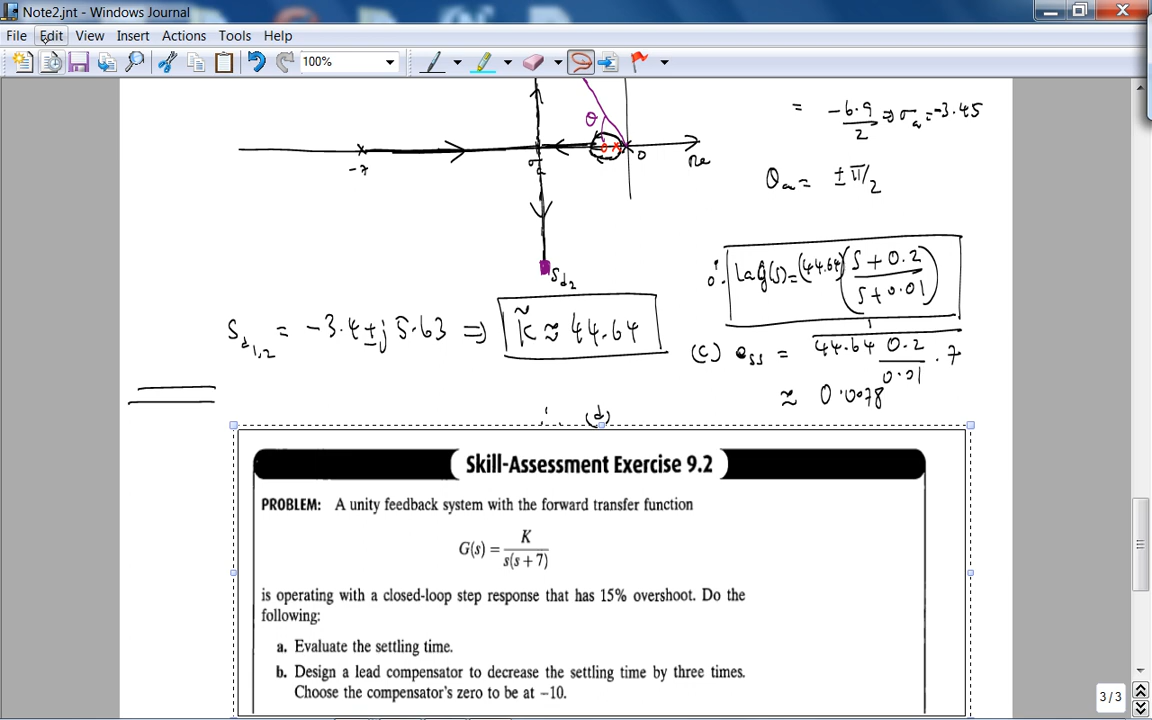 Note2.jnt - Windows Journal
File Edit View Insert Actions Tools Help
100%
= -6.9/2 ⇒ σa = -3.45
θ
-7
σa
0
Re
θa = ± π/2
Sd2
∴ Lag(s) = (44.64) (s + 0.2 / s + 0.01)
Sd1,2 = -3.4 ± j 5.63 ⇒ K̃ ≈ 44.64
(c) ess = 1 / 44.64 0.2/0.01 . 7
≈ 0.0078
(d)
Skill-Assessment Exercise 9.2
PROBLEM: A unity feedback system with the forward transfer function
G(s) = K / s(s + 7)
is operating with a closed-loop step response that has 15% overshoot. Do the
following:
a. Evaluate the settling time.
b. Design a lead compensator to decrease the settling time by three times.
Choose the compensator's zero to be at −10.
3/3